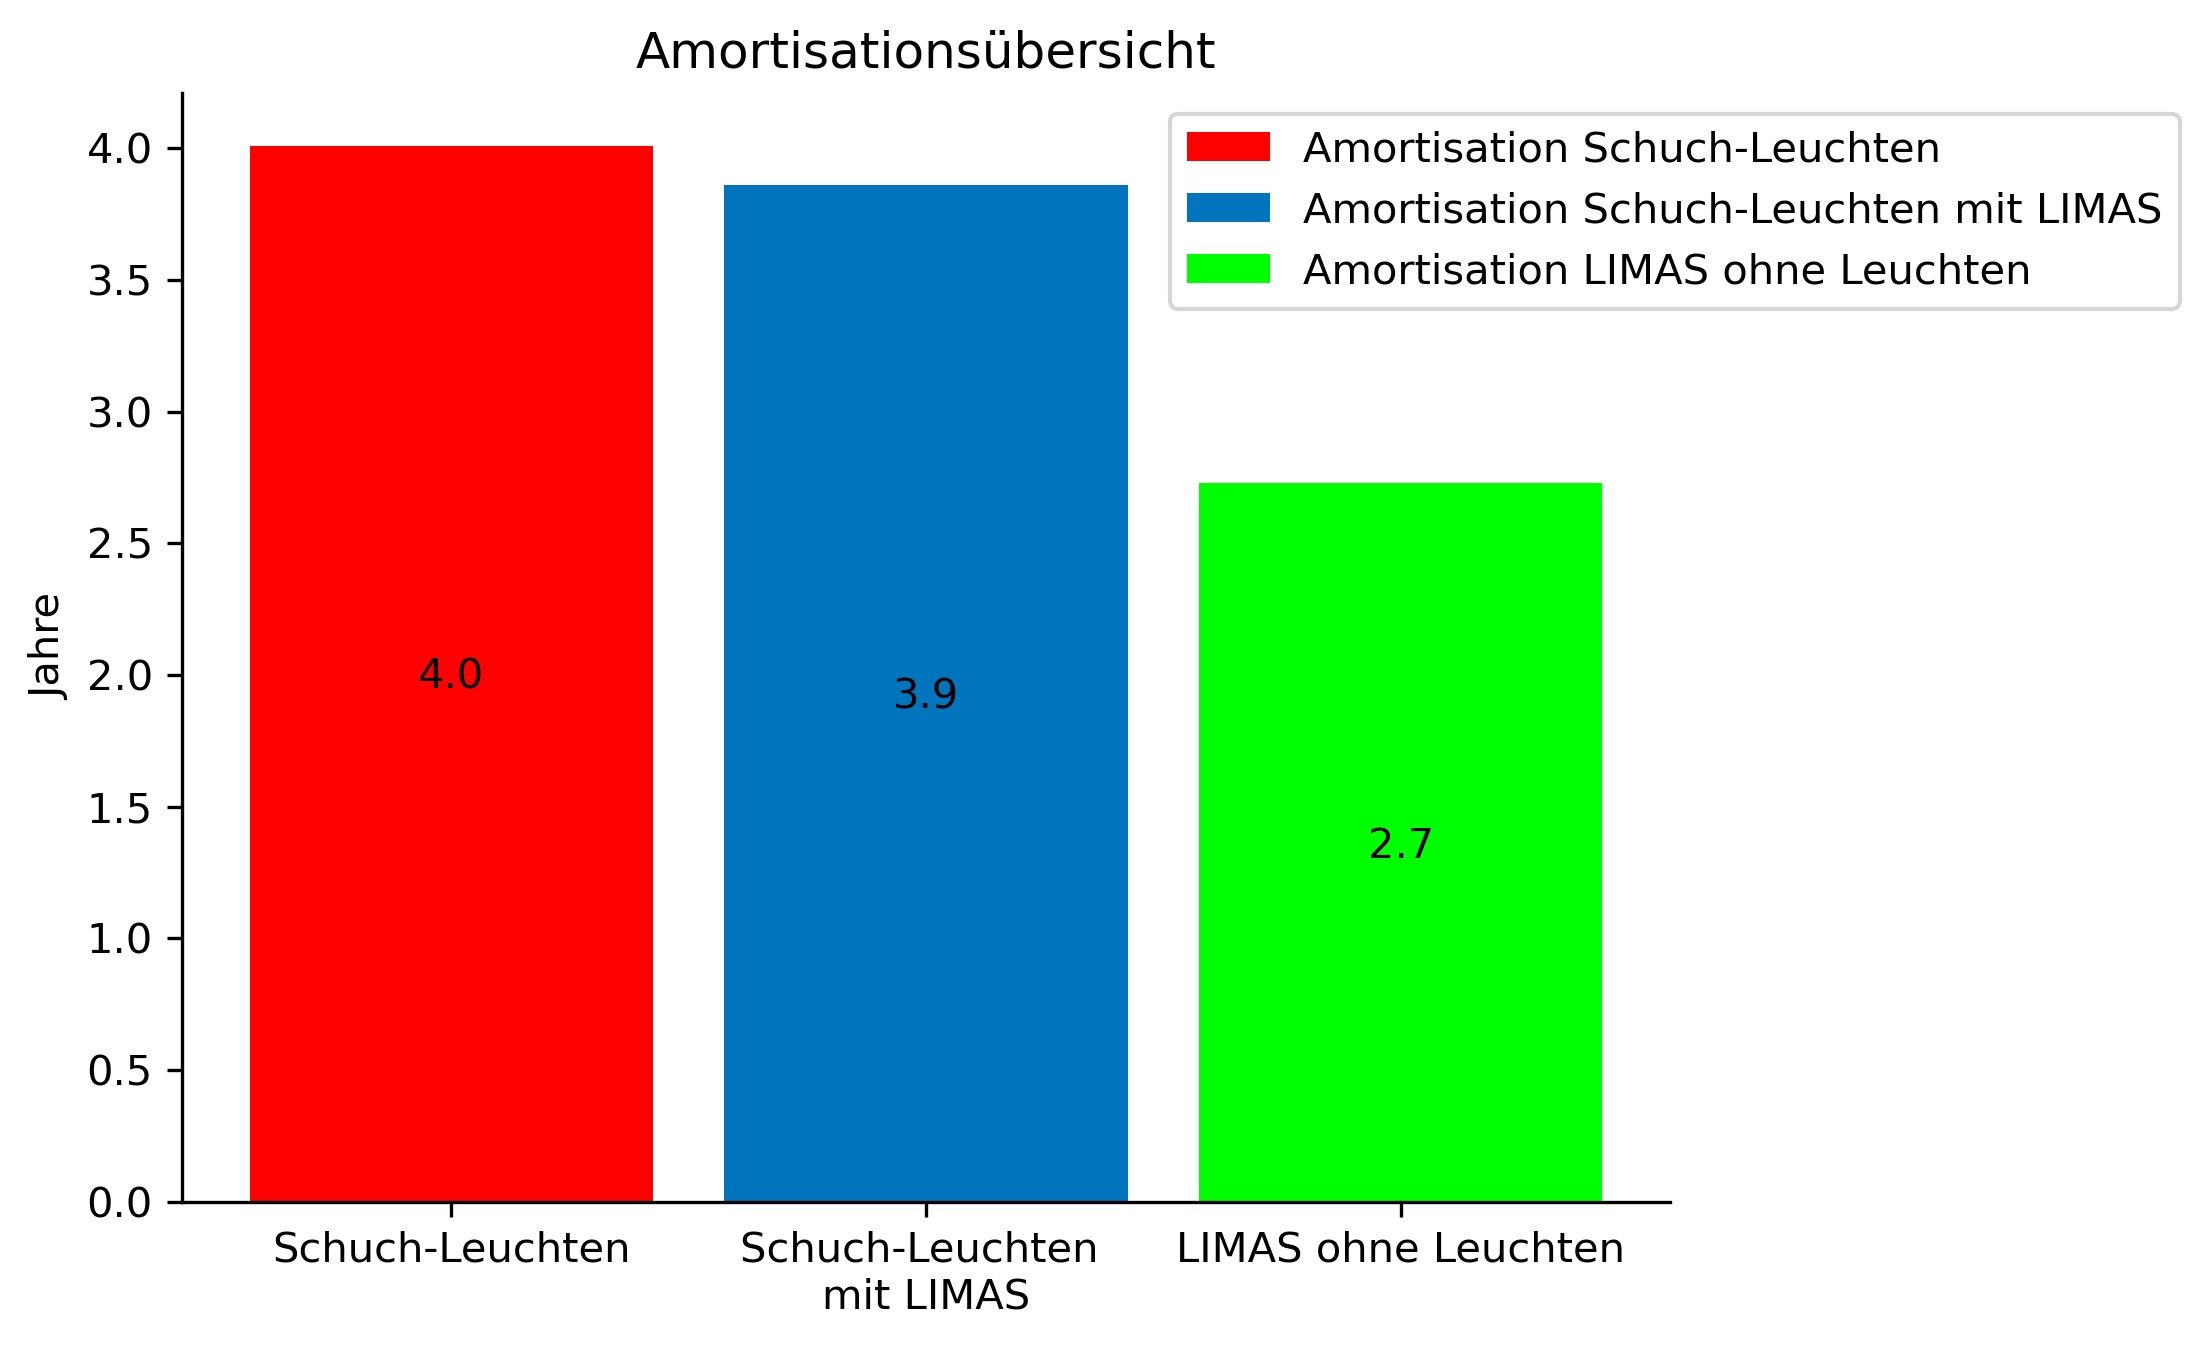 Amortisationsübersicht
Amortisation Schuch-Leuchten
Amortisation Schuch-Leuchten mit LIMAS
Amortisation LIMAS ohne Leuchten
Jahre
4.0
3.5
3.0
2.5
2.0
1.5
1.0
0.5
0.0
4.0
3.9
2.7
Schuch-Leuchten
Schuch-Leuchten
mit LIMAS
LIMAS ohne Leuchten